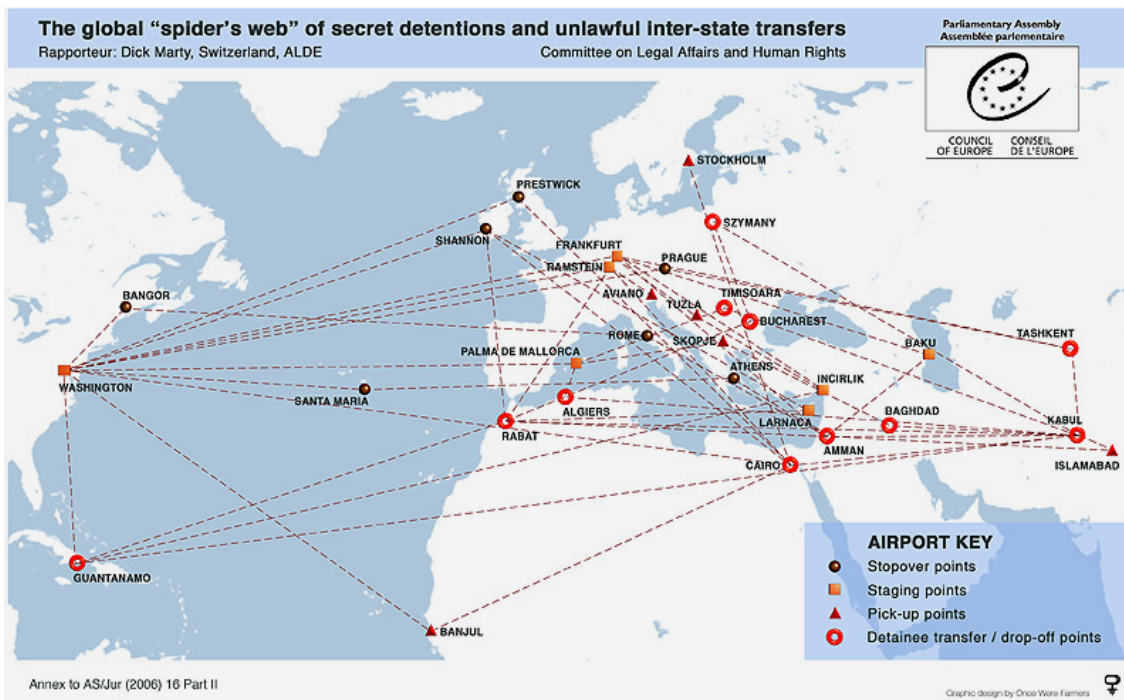 The global “spider’s web” of secret detentions and unlawful inter-state transfers
Rapporteur: Dick Marty, Switzerland, ALDE
Committee on Legal Affairs and Human Rights
Parliamentary Assembly
Assemblée parlementaire
COUNCIL OF EUROPE
CONSEIL DE L'EUROPE
STOCKHOLM
PRESTWICK
SZYMANY
SHANNON
FRANKFURT
PRAGUE
RAMSTEIN
BANGOR
AVIANO
TIMISOARA
TUZLA
BUCHAREST
ROME
SKOPJE
TASHKENT
BAKU
PALMA DE MALLORCA
WASHINGTON
ATHENS
SANTA MARIA
INCIRLIK
ALGIERS
BAGHDAD
LARNACA
KABUL
RABAT
AMMAN
CAIRO
ISLAMABAD
GUANTANAMO
BANJUL
AIRPORT KEY
Stopover points
Staging points
Pick-up points
Detainee transfer / drop-off points
Annex to AS/Jur (2006) 16 Part II
Graphic design by Once Were Farmers